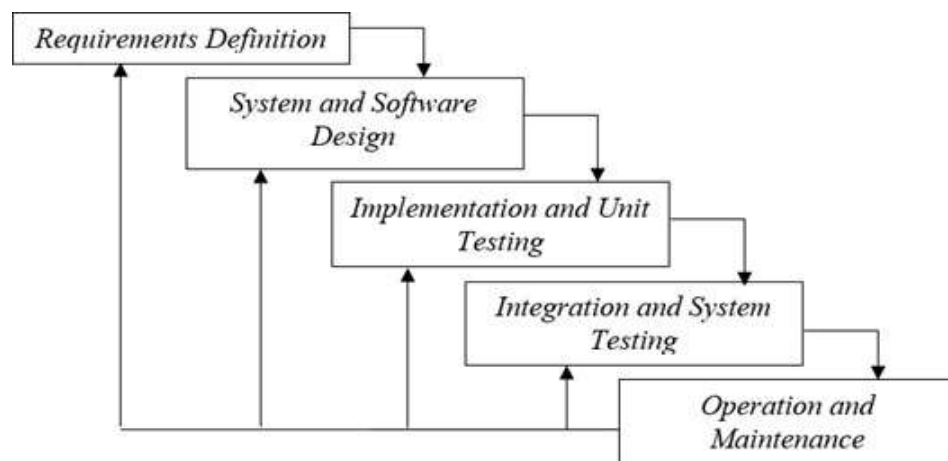 Requirements Definition
System and Software
Design
Implementation and Unit
Testing
Integration and System
Testing
Operation and
Maintenance